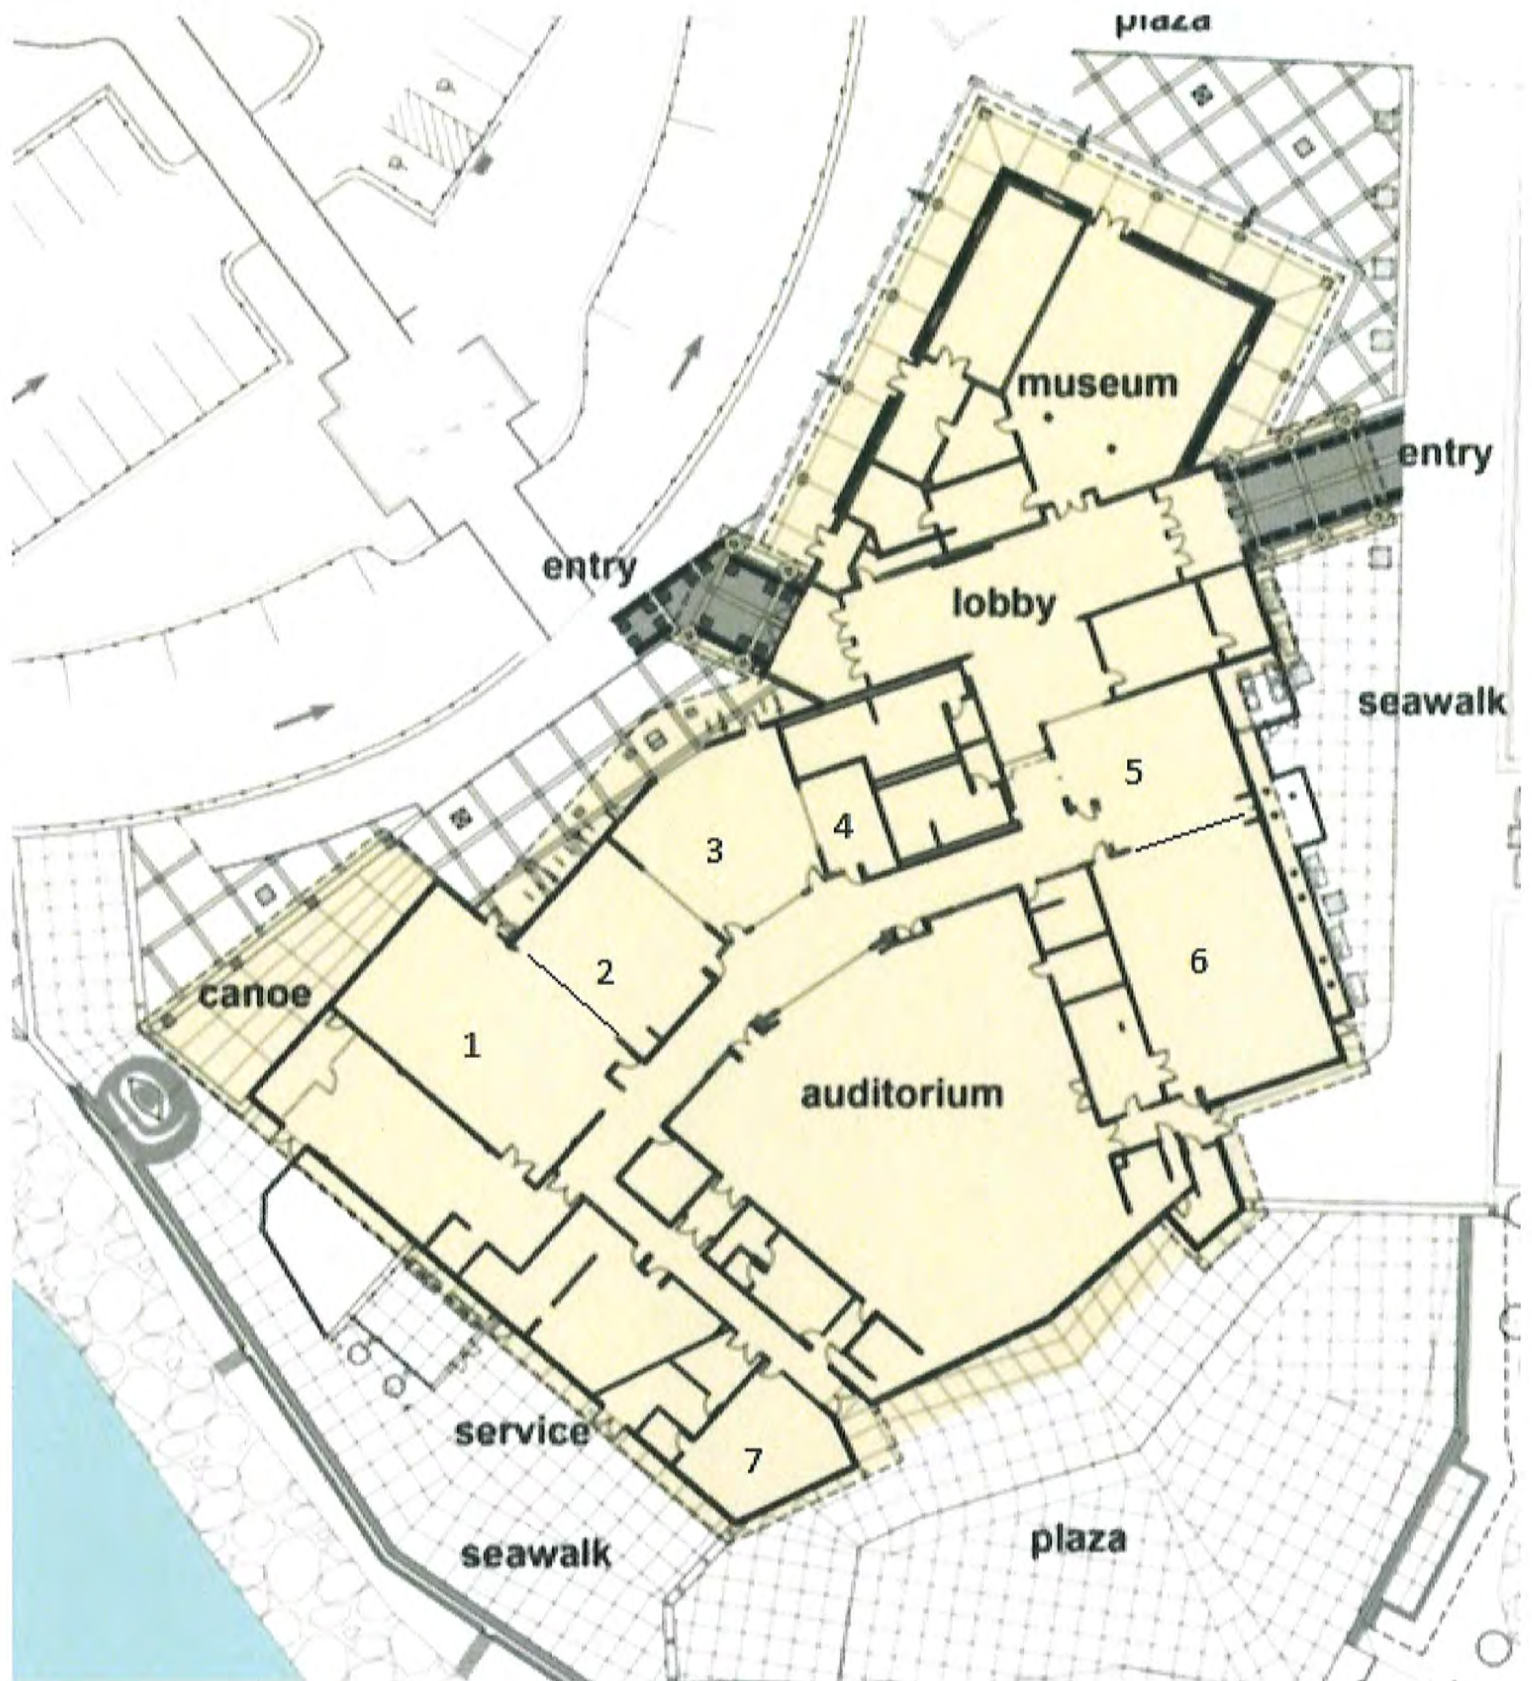 plaza
museum
entry
entry
lobby
seawalk
5
4
3
6
2
canoe
1
auditorium
service
7
seawalk
plaza